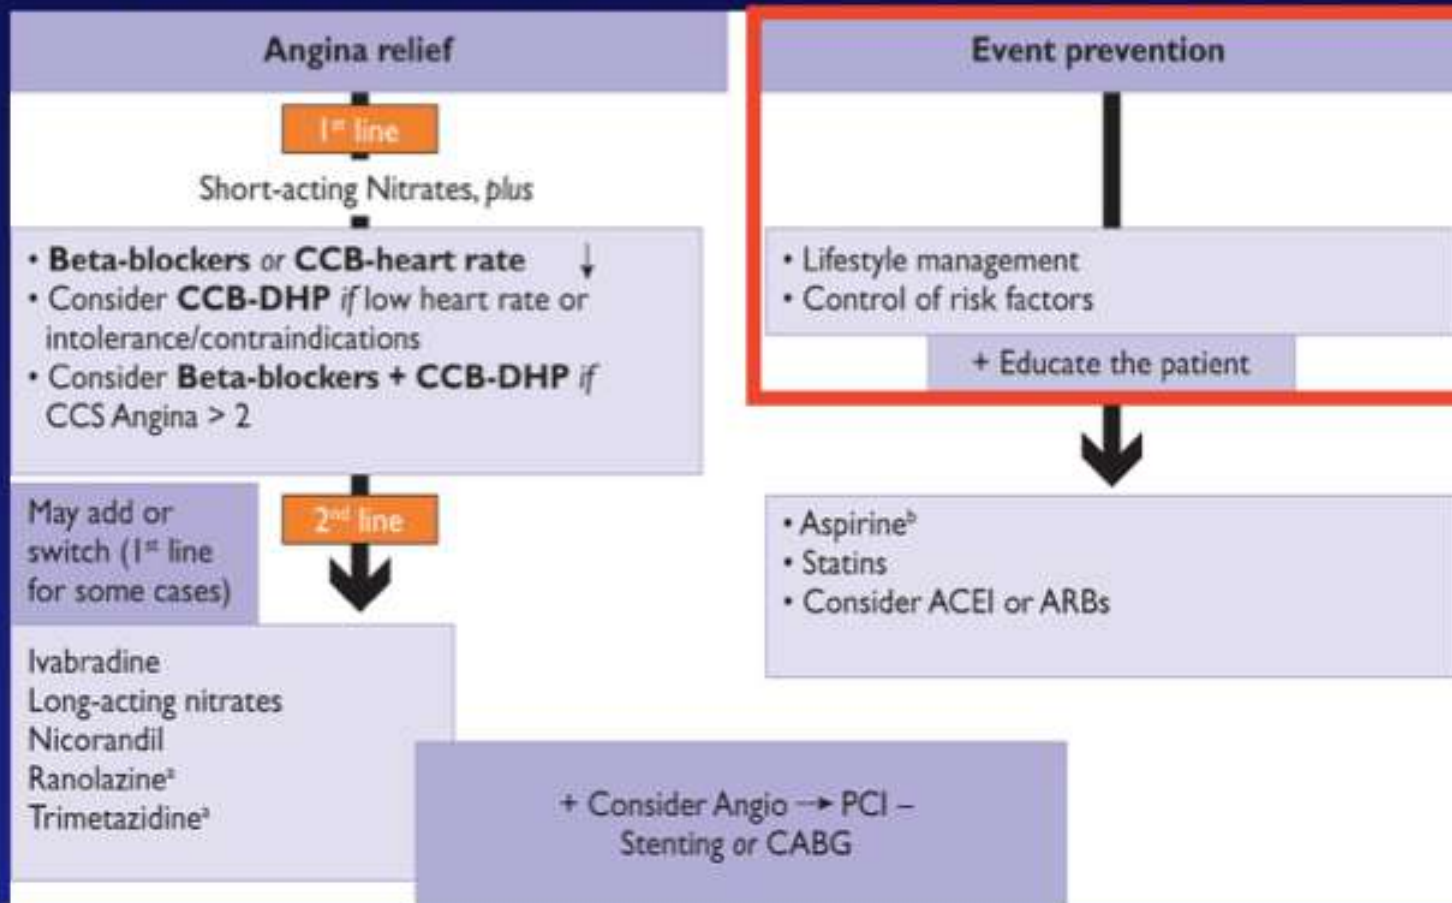 Angina relief
1st line
Short-acting Nitrates, plus
• Beta-blockers or CCB-heart rate ↓
• Consider CCB-DHP if low heart rate or
intolerance/contraindications
• Consider Beta-blockers + CCB-DHP if
CCS Angina > 2
May add or
switch (1st line
for some cases)
2nd line
Ivabradine
Long-acting nitrates
Nicorandil
Ranolazineᵃ
Trimetazidineᵃ
Event prevention
• Lifestyle management
• Control of risk factors
+ Educate the patient
• Aspirineᵇ
• Statins
• Consider ACEI or ARBs
+ Consider Angio → PCI –
Stenting or CABG